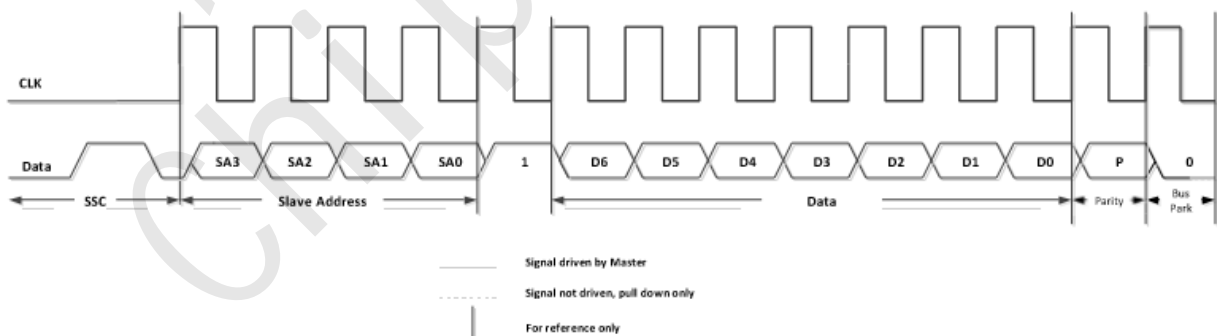 CLK
Data SA3 SA2 SA1 SA0 1 D6 D5 D4 D3 D2 D1 D0 P 0
SSC Slave Address Data Parity Bus
Park
Signal driven by Master
Signal not driven, pull down only
For reference only
Chip